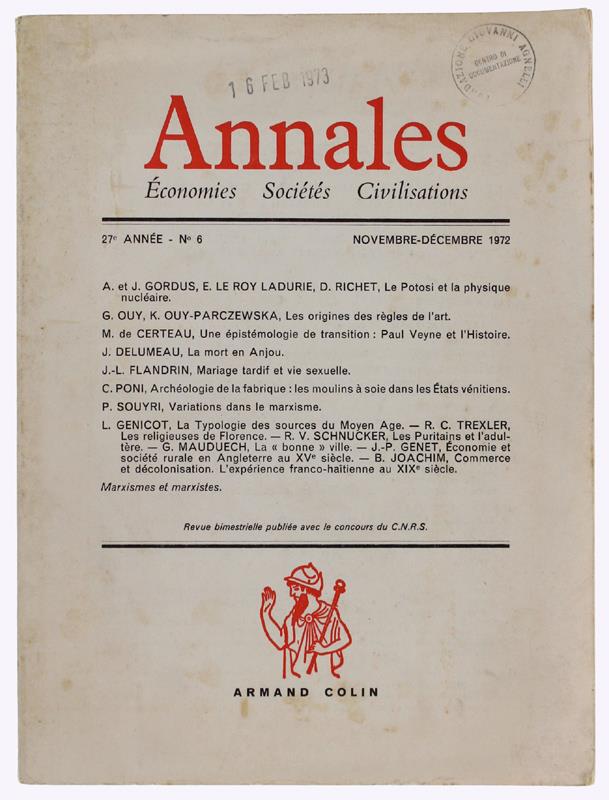 FONDAZIONE GIOVANNI AGNELLI
CENTRO DI
DOCUMENTAZIONE
16 FEB 1973
Annales
Économies Sociétés Civilisations
27e ANNÉE - No 6 NOVEMBRE-DÉCEMBRE 1972
A. et J. GORDUS, E. LE ROY LADURIE, D. RICHET, Le Potosi et la physique
nucléaire.
G. OUY, K. OUY-PARCZEWSKA, Les origines des règles de l'art.
M. de CERTEAU, Une épistémologie de transition : Paul Veyne et l'Histoire.
J. DELUMEAU, La mort en Anjou.
J.-L. FLANDRIN, Mariage tardif et vie sexuelle.
C. PONI, Archéologie de la fabrique : les moulins à soie dans les États vénitiens.
P. SOUYRI, Variations dans le marxisme.
L. GENICOT, La Typologie des sources du Moyen Age. — R. C. TREXLER,
Les religieuses de Florence. — R. V. SCHNUCKER, Les Puritains et l'adul-
tère. — G. MAUDUECH, La « bonne » ville. — J.-P. GENET, Économie et
société rurale en Angleterre au XVe siècle. — B. JOACHIM, Commerce
et décolonisation. L'expérience franco-haïtienne au XIXe siècle.
Marxismes et marxistes.
Revue bimestrielle publiée avec le concours du C.N.R.S.
ARMAND COLIN